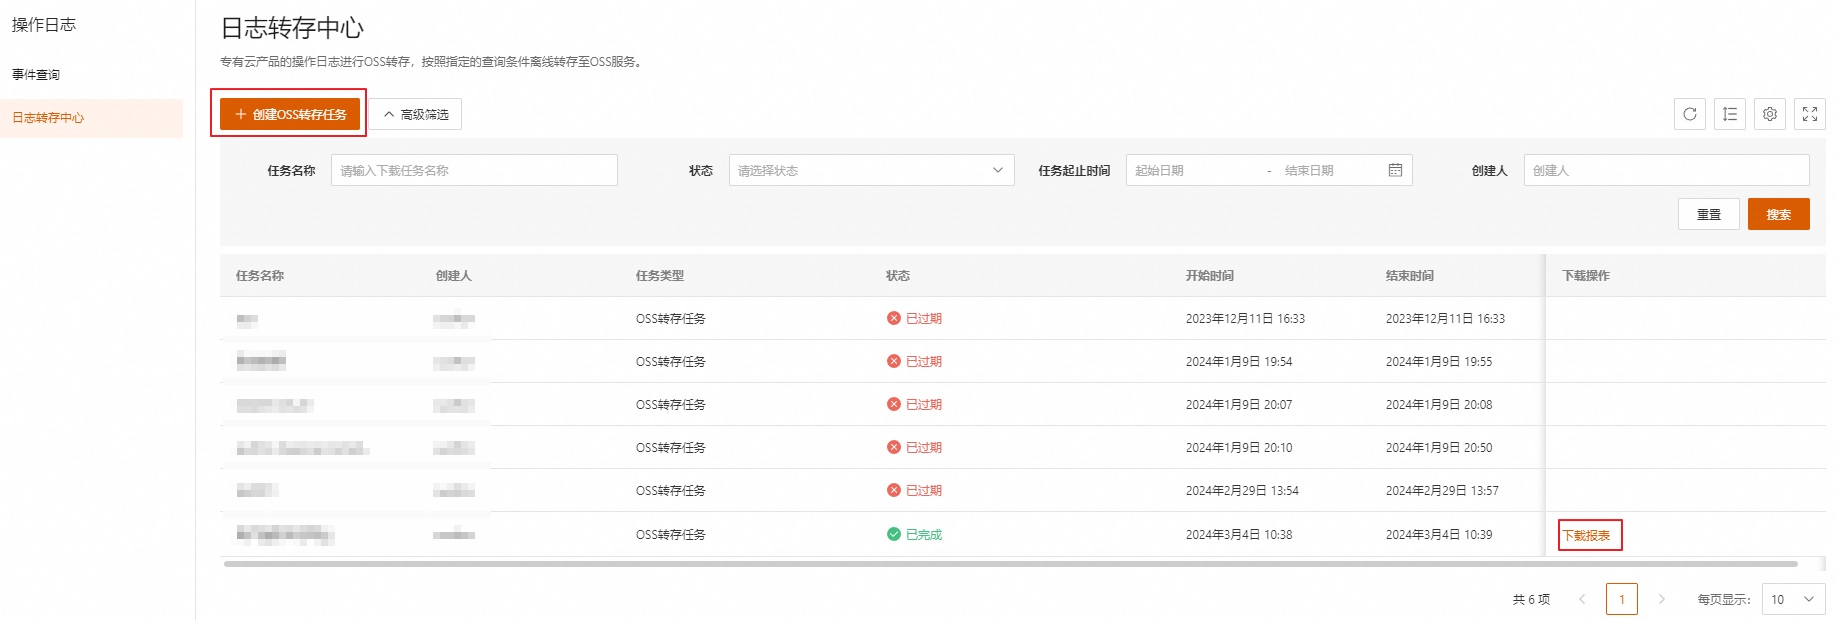 操作日志
事件查询
日志转存中心
日志转存中心
专有云产品的操作日志进行OSS转存，按照指定的查询条件离线转存至OSS服务。
创建OSS转存任务 高级筛选
任务名称 请输入下载任务名称 状态 请选择状态 任务起止时间 起始日期 - 结束日期 创建人 创建人
重置 搜索
任务名称 创建人 任务类型 状态 开始时间 结束时间 下载操作
OSS转存任务 已过期 2023年12月11日 16:33 2023年12月11日 16:33
OSS转存任务 已过期 2024年1月9日 19:54 2024年1月9日 19:55
OSS转存任务 已过期 2024年1月9日 20:07 2024年1月9日 20:08
OSS转存任务 已过期 2024年1月9日 20:10 2024年1月9日 20:50
OSS转存任务 已过期 2024年2月29日 13:54 2024年2月29日 13:57
OSS转存任务 已完成 2024年3月4日 10:38 2024年3月4日 10:39 下载报表
共 6 项 1 每页显示： 10